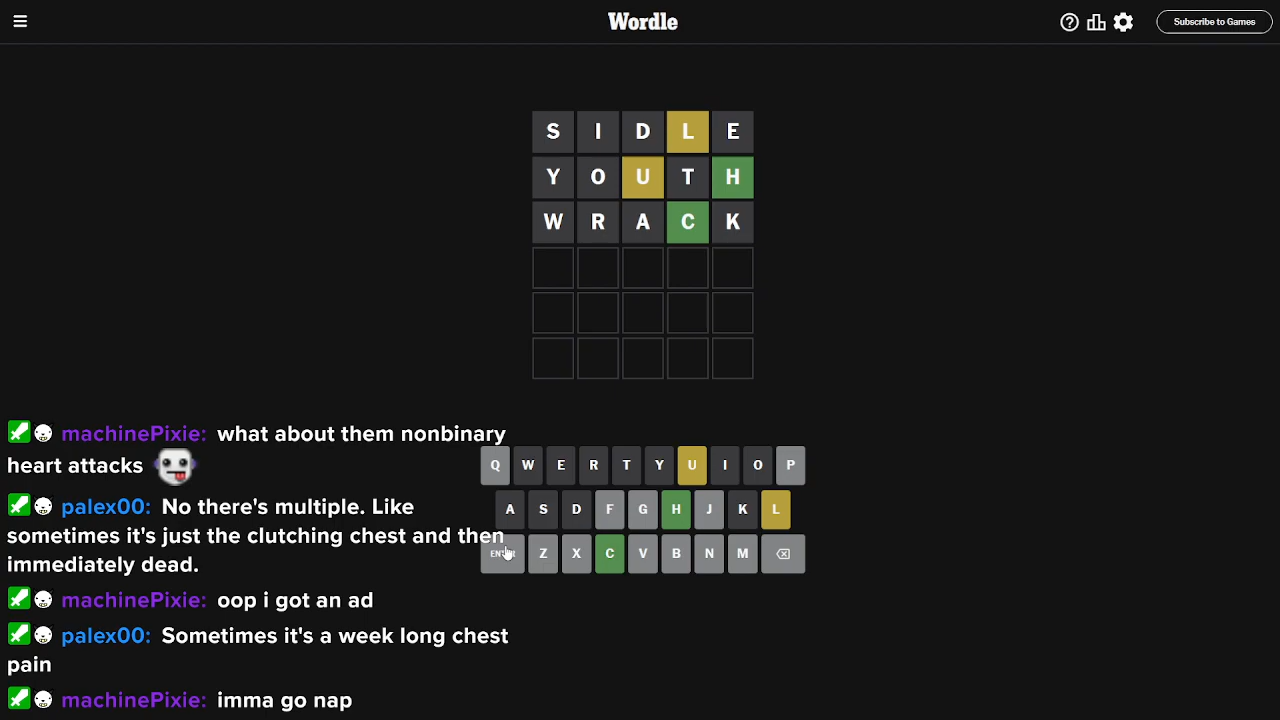 Wordle
Subscribe to Games
S I D L E
Y O U T H
W R A C K
machinePixie: what about them nonbinary
heart attacks
palex00: No there's multiple. Like
sometimes it's just the clutching chest and then
immediately dead.
machinePixie: oop i got an ad
palex00: Sometimes it's a week long chest
pain
machinePixie: imma go nap
Q W E R T Y U I O P
A S D F G H J K L
ENTER Z X C V B N M